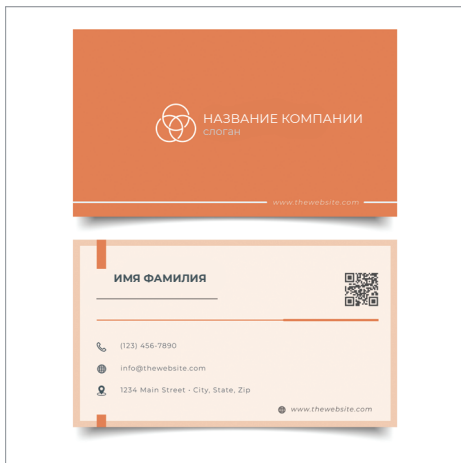 НАЗВАНИЕ КОМПАНИИ
слоган
www.thewebsite.com
ИМЯ ФАМИЛИЯ
(123) 456-7890
info@thewebsite.com
1234 Main Street - City, State, Zip
www.thewebsite.com